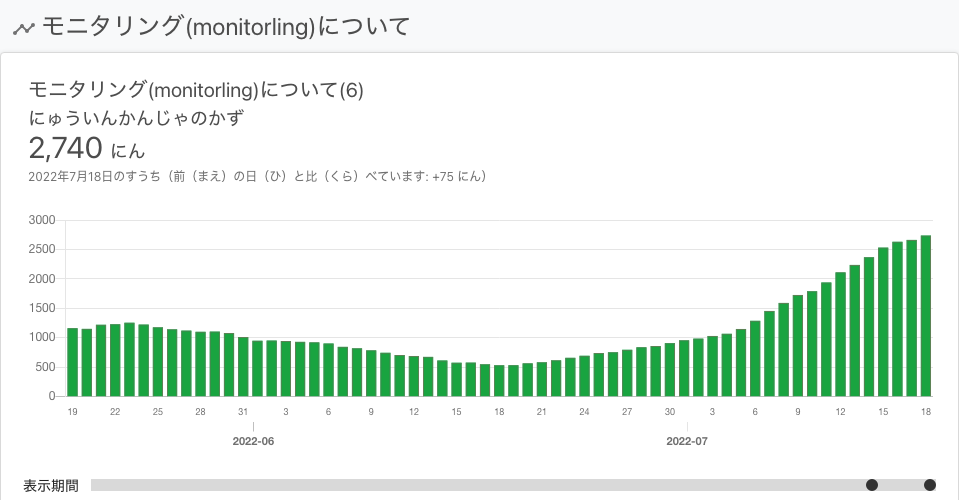 モニタリング(monitorling)について
モニタリング(monitorling)について(6)
にゅういんかんじゃのかず
2,740 にん
2022年7月18日のすうち（前（まえ）の日（ひ）と比（くら）べています: +75 にん）
3000
2500
2000
1500
1000
500
0
19 22 25 28 31 3 6 9 12 15 18 21 24 27 30 3 6 9 12 15 18
2022-06 2022-07
表示期間